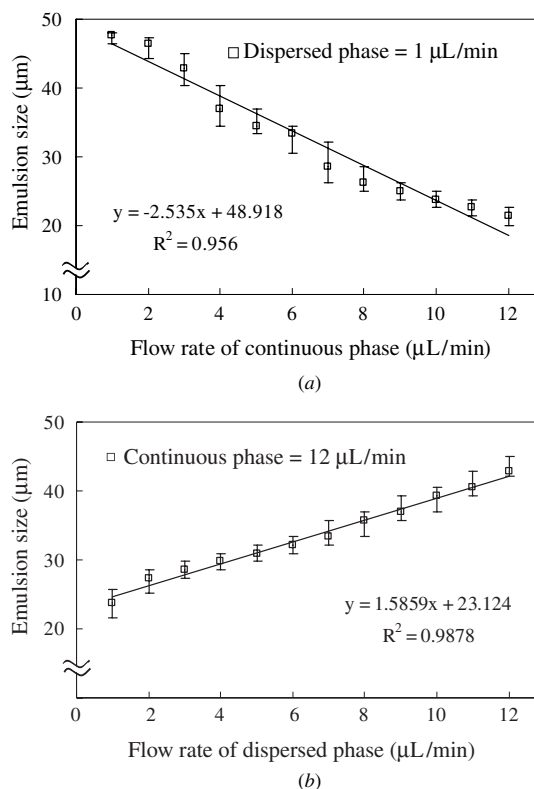 50
Dispersed phase = 1 μL/min
40
Emulsion size (μm)
30
y = -2.535x + 48.918
20
R² = 0.956
10
0 2 4 6 8 10 12
Flow rate of continuous phase (μL/min)
(a)
50
Continuous phase = 12 μL/min
40
Emulsion size (μm)
30
y = 1.5859x + 23.124
20
R² = 0.9878
0 2 4 6 8 10 12
Flow rate of dispersed phase (μL/min)
(b)